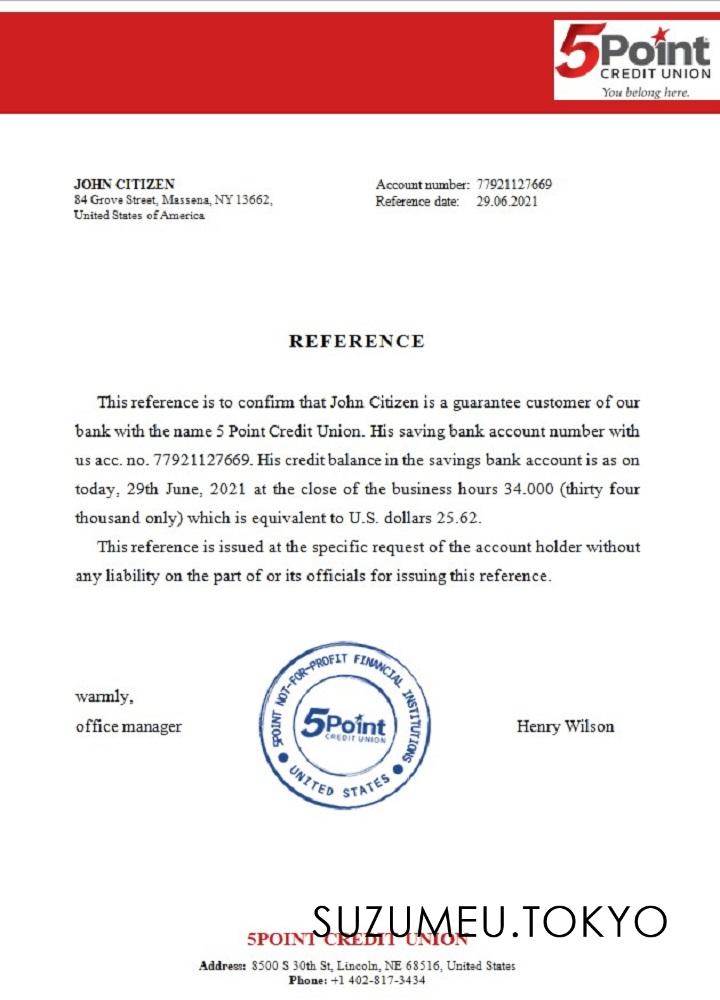 5Point
CREDIT UNION
You belong here.
JOHN CITIZEN
84 Grove Street, Massena, NY 13662,
United States of America
Account number: 77921127669
Reference date: 29.06.2021
REFERENCE
This reference is to confirm that John Citizen is a guarantee customer of our
bank with the name 5 Point Credit Union. His saving bank account number with
us acc. no. 77921127669. His credit balance in the savings bank account is as on
today, 29th June, 2021 at the close of the business hours 34.000 (thirty four
thousand only) which is equivalent to U.S. dollars 25.62.
This reference is issued at the specific request of the account holder without
any liability on the part of or its officials for issuing this reference.
warmly,
office manager
5POINT NOT-FOR-PROFIT FINANCIAL INSTITUTIONS
5Point
CREDIT UNION
UNITED STATES
Henry Wilson
SUZUMEU.TOKYO
5POINT CREDIT UNION
Address: 8500 S 30th St, Lincoln, NE 68516, United States
Phone: +1 402-817-3434